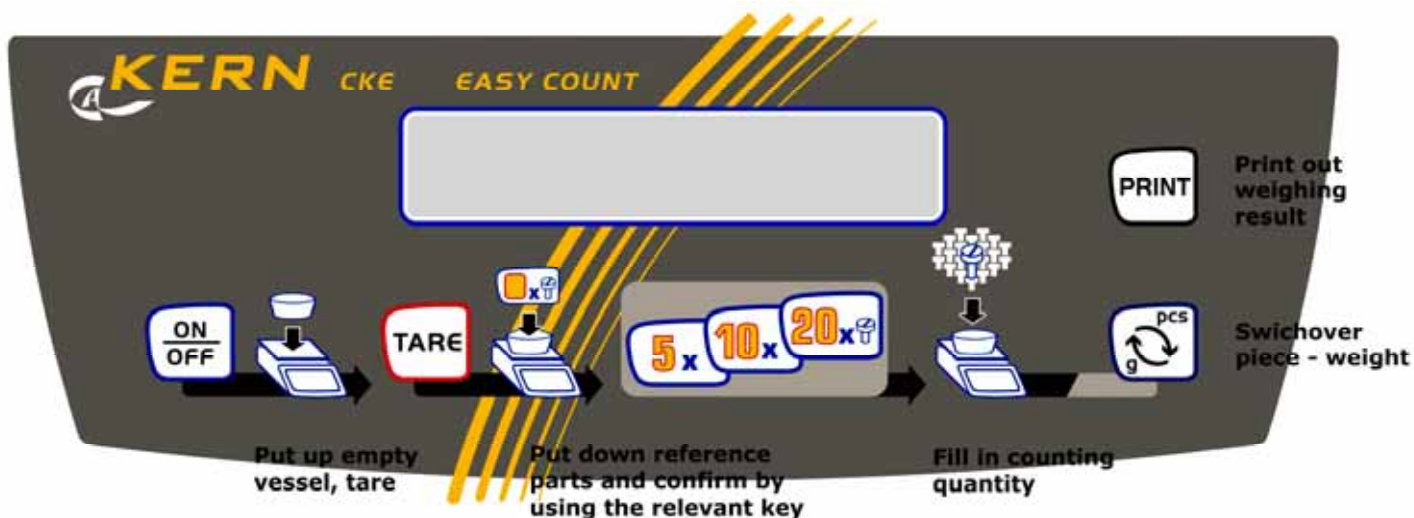 KERN CKE EASY COUNT
PRINT
Print out
weighing
result
ON
OFF
TARE
0x
5x
10x
20x
pcs
g
Swichover
piece - weight
Put up empty
vessel, tare
Put down reference
parts and confirm by
using the relevant key
Fill in counting
quantity